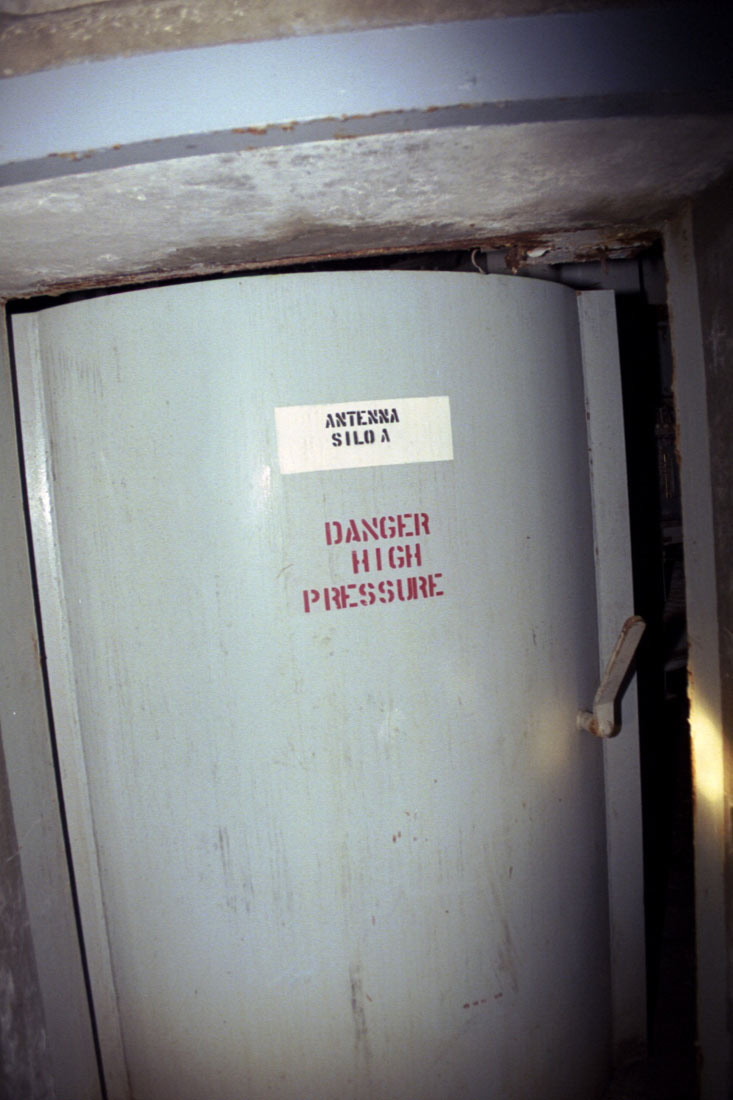 ANTENNA
SILO A
DANGER
HIGH
PRESSURE